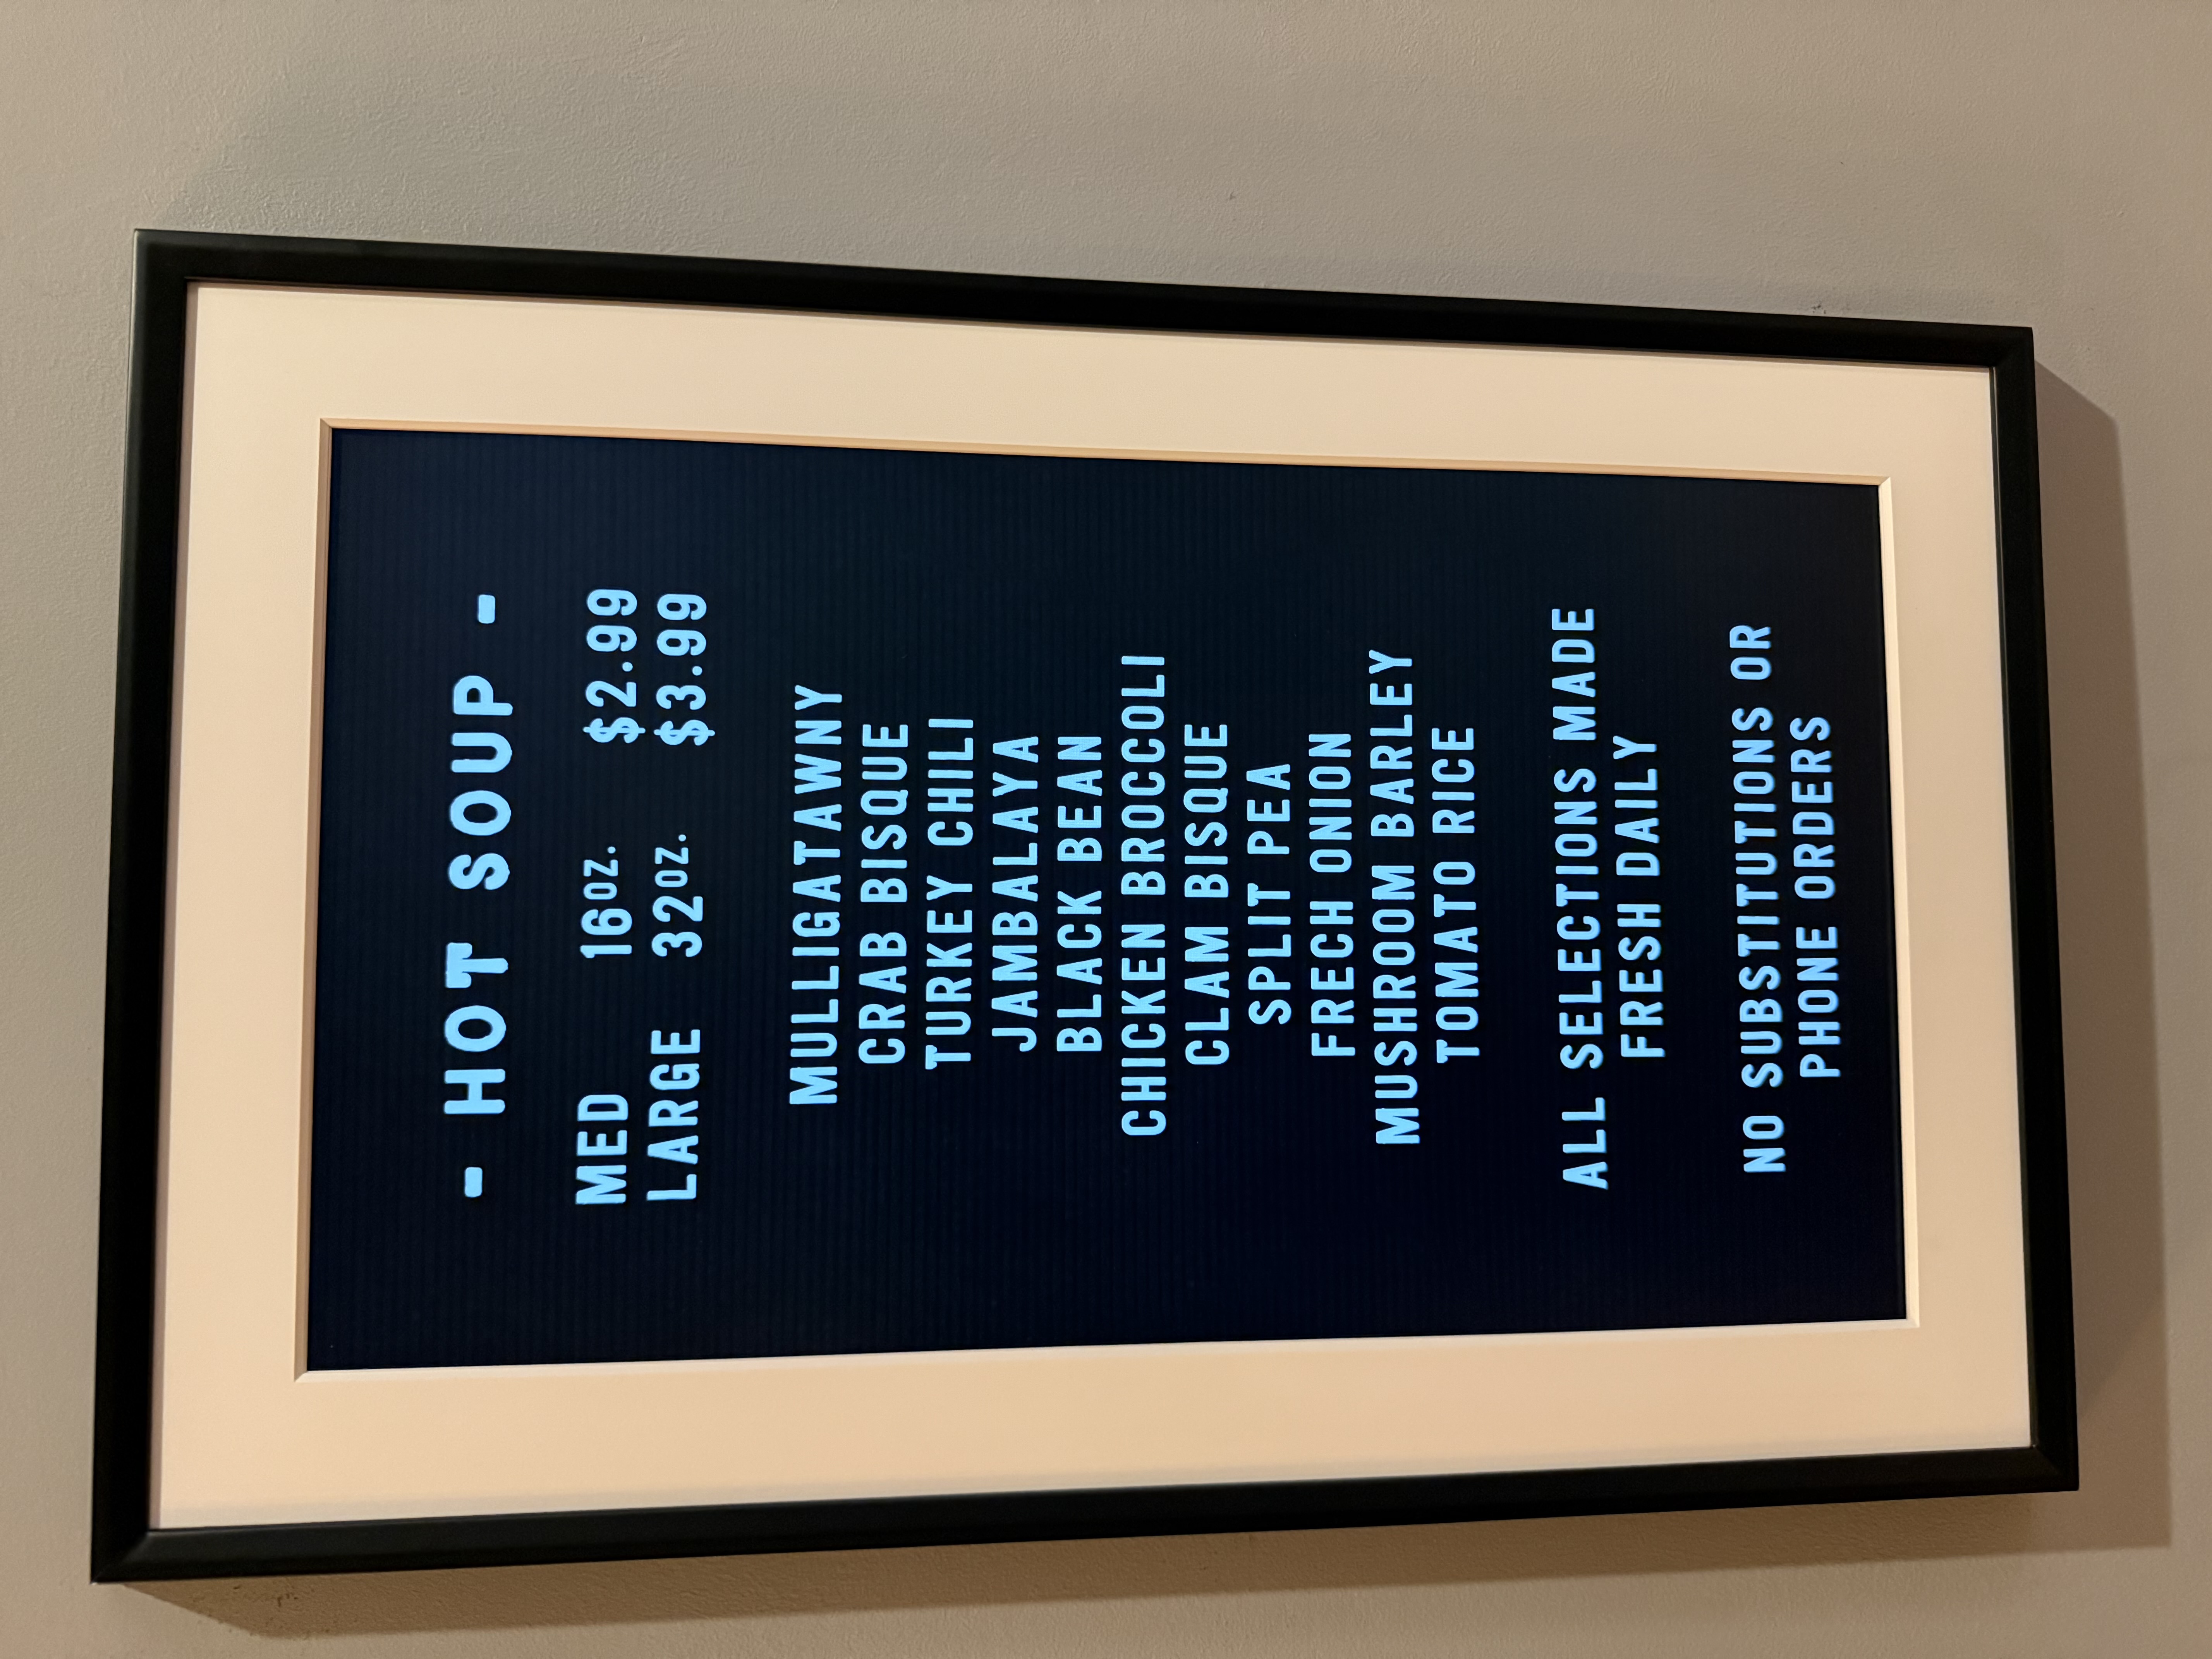 - HOT SOUP -
MED 16OZ. $2.99
LARGE 32OZ. $3.99
MULLIGATAWNY
CRAB BISQUE
TURKEY CHILI
JAMBALAYA
BLACK BEAN
CHICKEN BROCCOLI
CLAM BISQUE
SPLIT PEA
FRECH ONION
MUSHROOM BARLEY
TOMATO RICE
ALL SELECTIONS MADE
FRESH DAILY
NO SUBSTITUTIONS OR
PHONE ORDERS